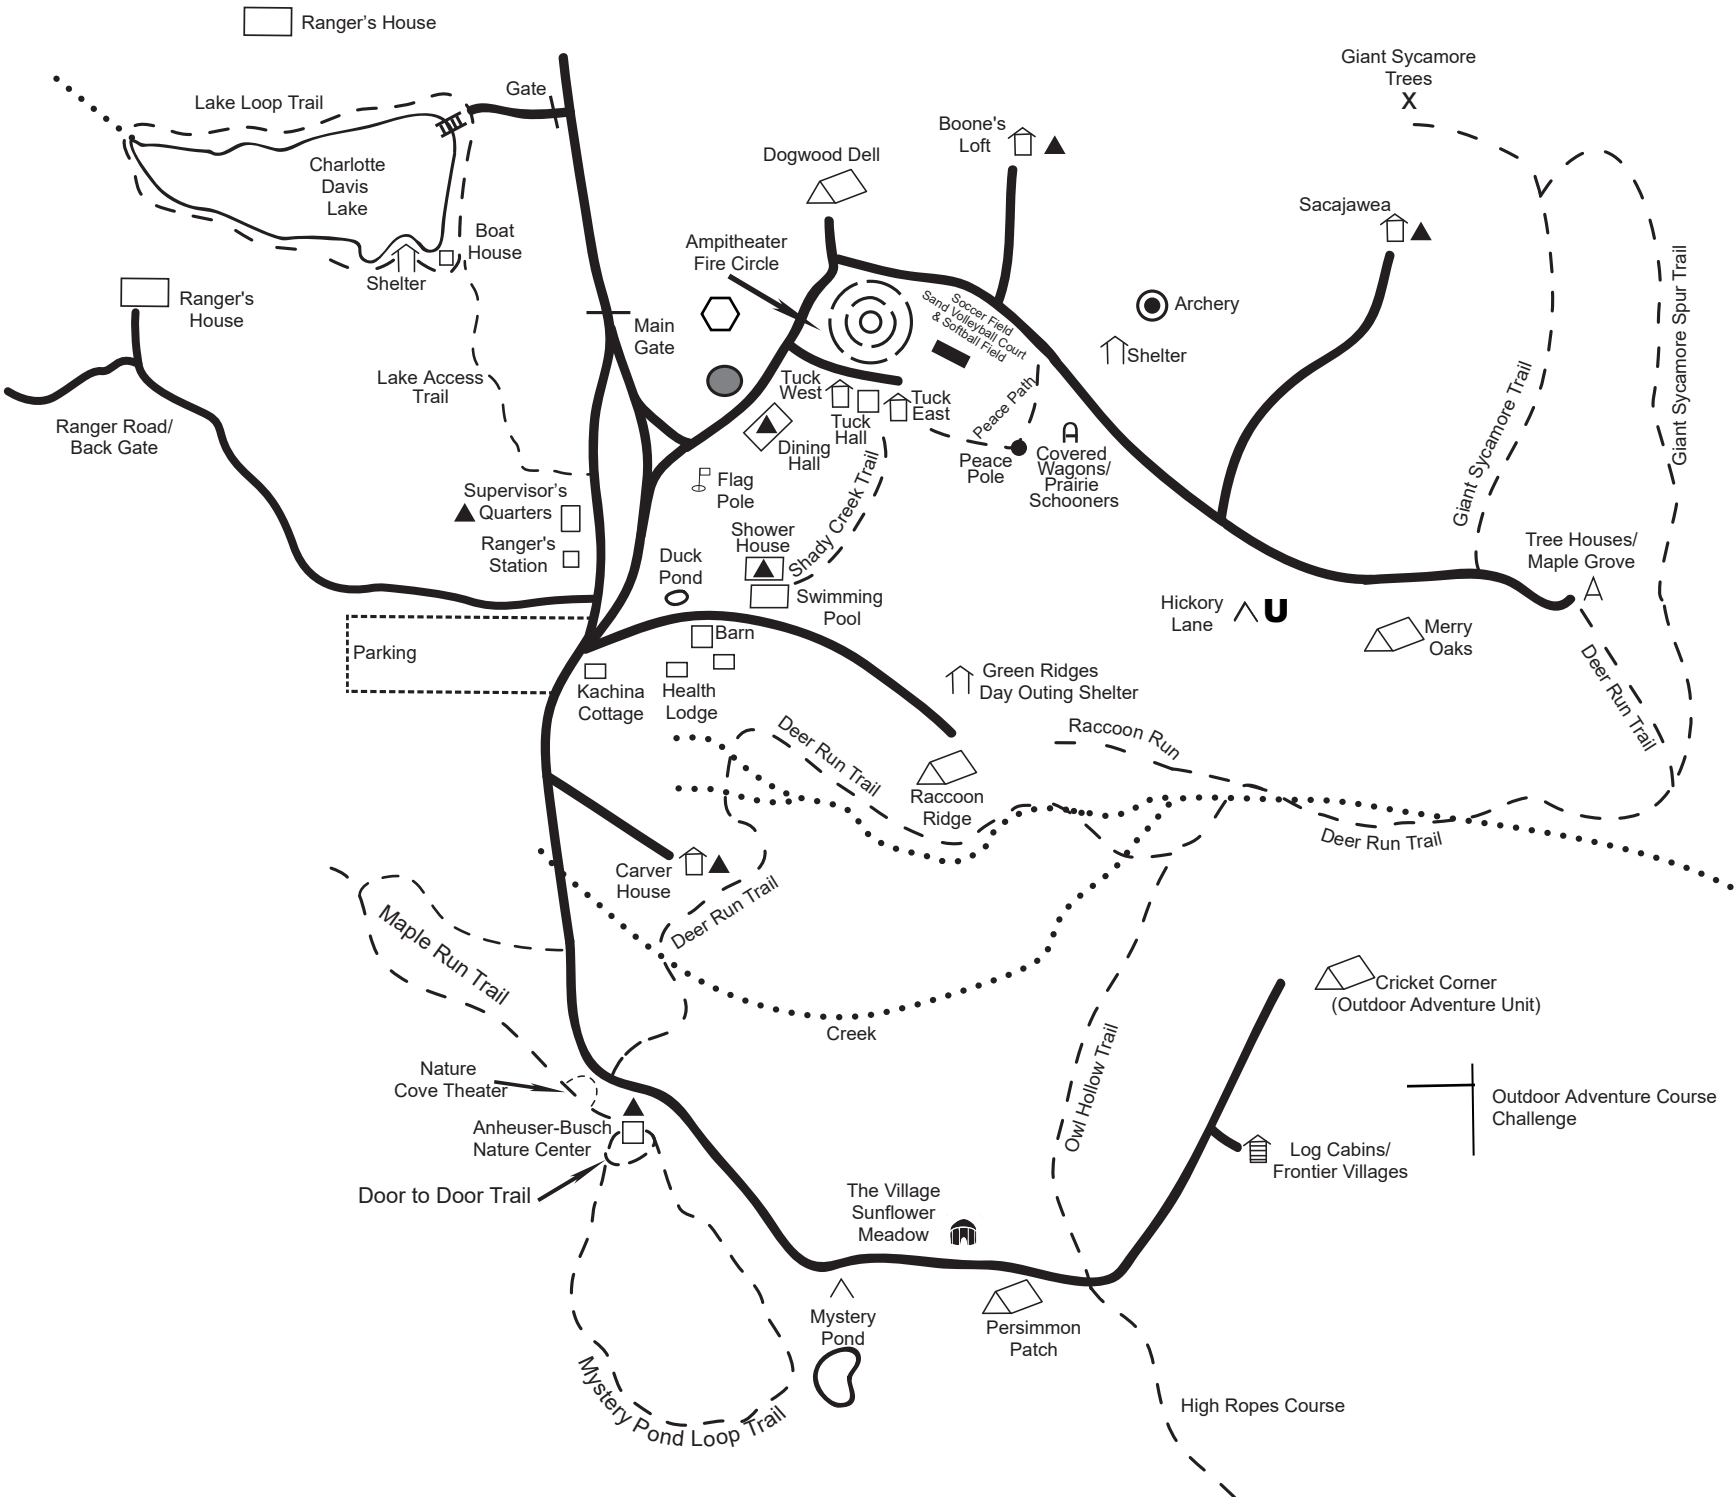 Ranger's House
Gate
Lake Loop Trail
Charlotte
Davis
Lake
Boat
House
Shelter
Ranger's
House
Lake Access
Trail
Ranger Road/
Back Gate
Main
Gate
Dogwood Dell
Ampitheater
Fire Circle
Boone's
Loft
Soccer Field
Sand Volleyball Court
& Softball Field
Giant Sycamore
Trees
X
Sacajawea
Archery
Shelter
Giant Sycamore Trail
Giant Sycamore Spur Trail
Tuck
West
Tuck
Hall
Tuck
East
Dining
Hall
Peace Path
Peace
Pole
Covered
Wagons/
Prairie
Schooners
Flag
Pole
Shady Creek Trail
Supervisor's
Quarters
Ranger's
Station
Shower
House
Duck
Pond
Swimming
Pool
Tree Houses/
Maple Grove
Hickory
Lane
U
Merry
Oaks
Deer Run Trail
Parking
Barn
Kachina
Cottage
Health
Lodge
Green Ridges
Day Outing Shelter
Raccoon Run
Deer Run Trail
Raccoon
Ridge
Deer Run Trail
Carver
House
Deer Run Trail
Maple Run Trail
Creek
Cricket Corner
(Outdoor Adventure Unit)
Owl Hollow Trail
Nature
Cove Theater
Outdoor Adventure Course
Challenge
Anheuser-Busch
Nature Center
Door to Door Trail
Log Cabins/
Frontier Villages
The Village
Sunflower
Meadow
Mystery
Pond
Persimmon
Patch
Mystery Pond Loop Trail
High Ropes Course